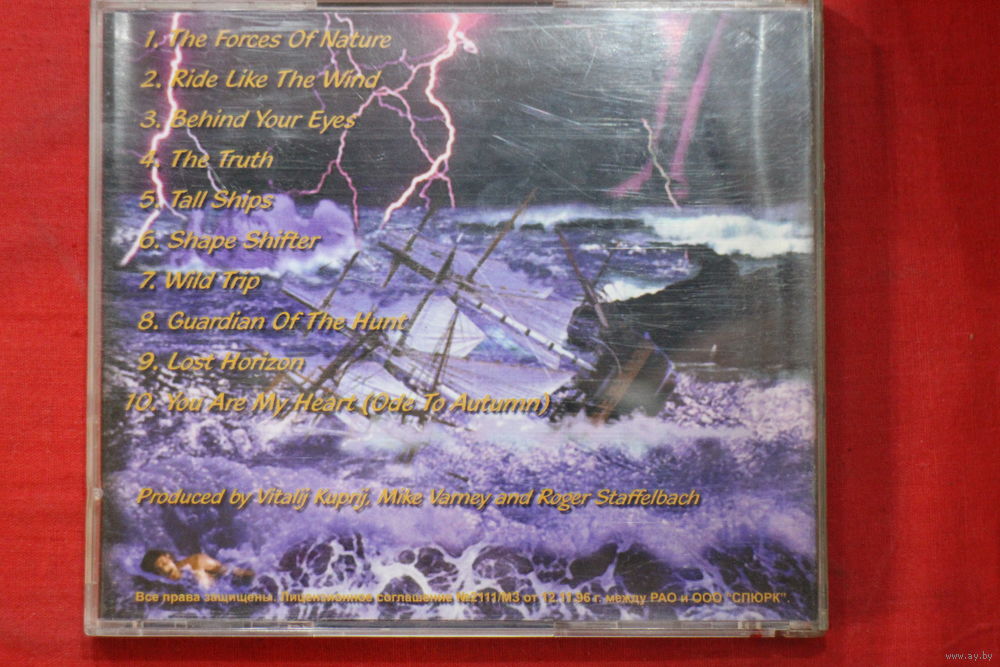 1. The Forces Of Nature
2. Ride Like The Wind
3. Behind Your Eyes
4. The Truth
5. Tall Ships
6. Shape Shifter
7. Wild Trip
8. Guardian Of The Hunt
9. Lost Horizon
10. You Are My Heart (Ode To Autumn)
Produced by Vitalij Kuprij, Mike Varney and Roger Staffelbach
Все права защищены. Лицензионное соглашение №2111/МЗ от 12.11.96 г. между РАО и ООО "СПЮРК".
www.ay.by